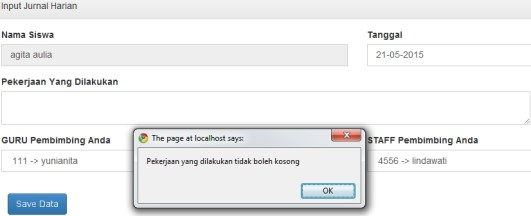 Input Jurnal Harian
Nama Siswa
Tanggal
agita aulia
21-05-2015
Pekerjaan Yang Dilakukan
The page at localhost says:
Pekerjaan yang dilakukan tidak boleh kosong
OK
GURU Pembimbing Anda
STAFF Pembimbing Anda
111 -> yunianita
4556 -> lindawati
Save Data